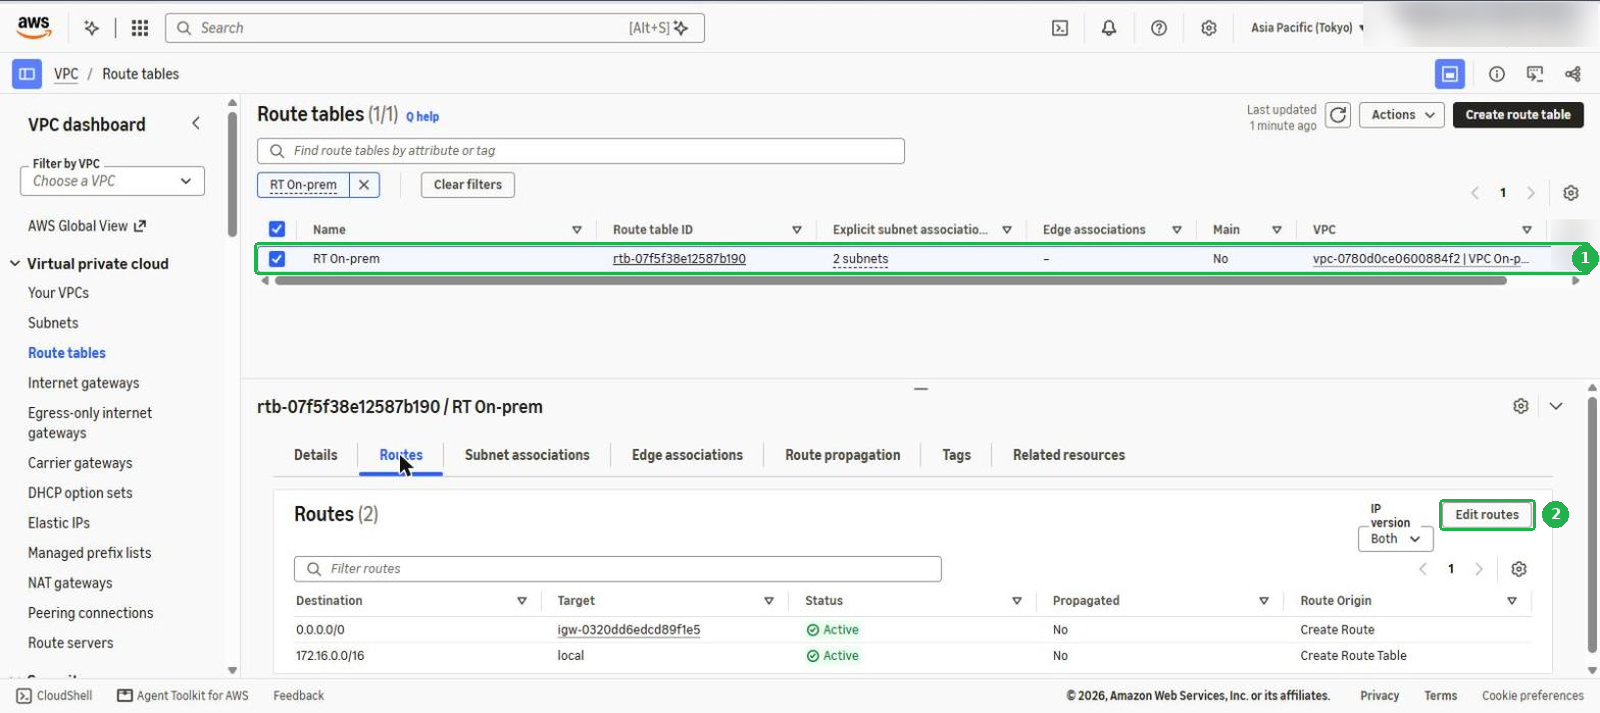 aws
Search [Alt+S]
Asia Pacific (Tokyo)
VPC / Route tables
VPC dashboard
Filter by VPC
Choose a VPC
AWS Global View
Virtual private cloud
Your VPCs
Subnets
Route tables
Internet gateways
Egress-only internet
gateways
Carrier gateways
DHCP option sets
Elastic IPs
Managed prefix lists
NAT gateways
Peering connections
Route servers
Route tables (1/1) Q help
Last updated
1 minute ago
Actions
Create route table
Find route tables by attribute or tag
RT On-prem
Clear filters
1
Name Route table ID Explicit subnet associatio... Edge associations Main VPC
RT On-prem rtb-07f5f38e12587b190 2 subnets – No vpc-0780d0ce0600884f2 | VPC On-p...
1
rtb-07f5f38e12587b190 / RT On-prem
Details Routes Subnet associations Edge associations Route propagation Tags Related resources
Routes (2)
IP
version
Both
Edit routes
2
Filter routes
1
Destination Target Status Propagated Route Origin
0.0.0.0/0 igw-0320dd6edcd89f1e5 Active No Create Route
172.16.0.0/16 local Active No Create Route Table
CloudShell Agent Toolkit for AWS Feedback
© 2026, Amazon Web Services, Inc. or its affiliates. Privacy Terms Cookie preferences